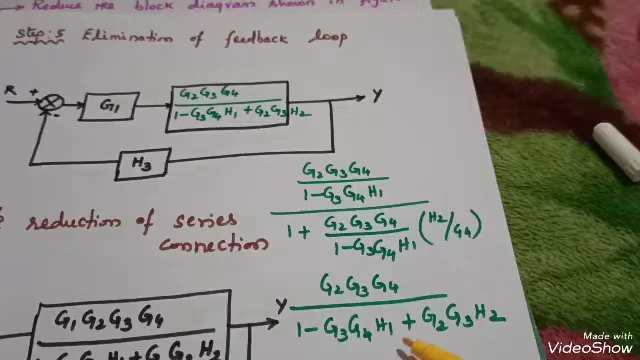 Reduce the block diagram shown in figure
Step:5 Elimination of feedback loop
R + - G1 G2G3G4 / 1-G3G4H1+G2G3H2 Y
H3
G2G3G4 / 1-G3G4H1
reduction of series 1 + G2G3G4 / 1-G3G4H1 (H2/G4)
connection
G2G3G4
G1G2G3G4 Y 1-G3G4H1+G2G3H2
Made With
VideoShow